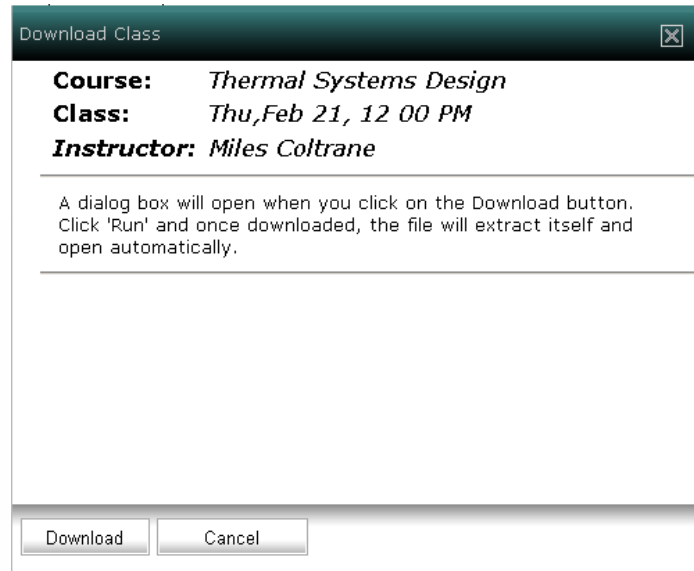 Download Class
Course: Thermal Systems Design
Class: Thu,Feb 21, 12 00 PM
Instructor: Miles Coltrane
A dialog box will open when you click on the Download button.
Click 'Run' and once downloaded, the file will extract itself and
open automatically.
Download Cancel